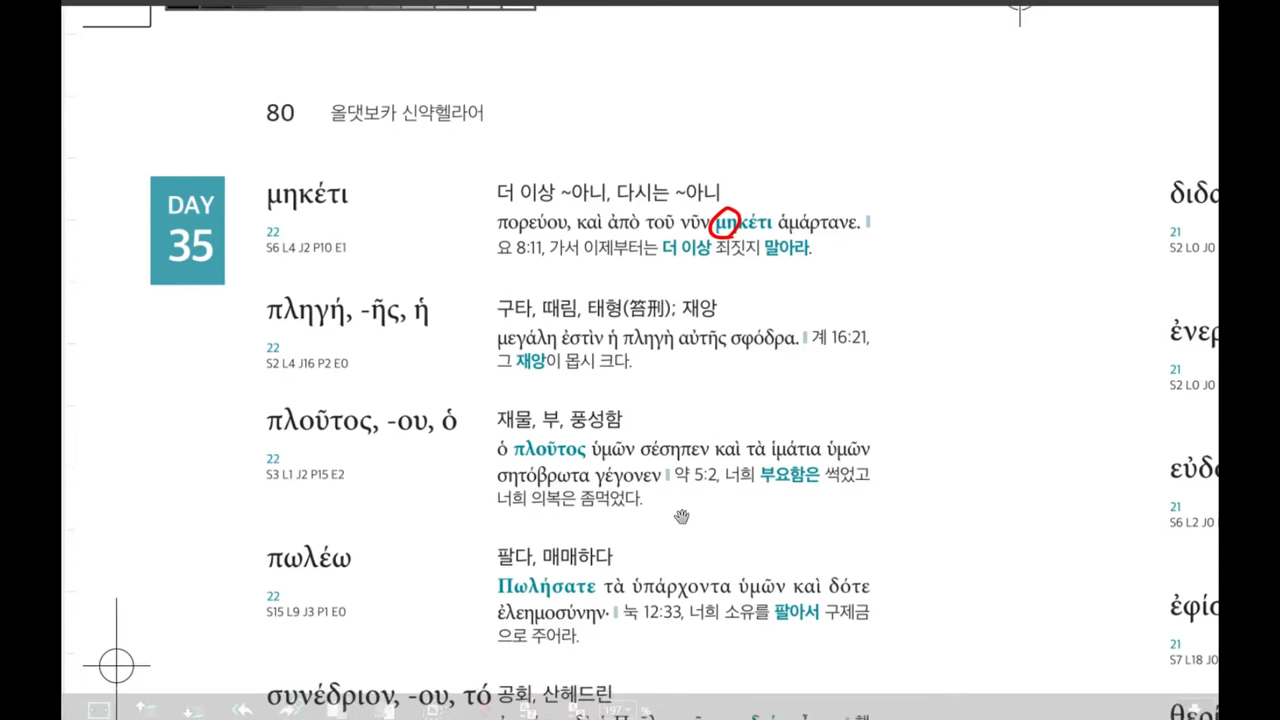 80 올댓보카 신약헬라어
DAY
35
μηκέτι
22
S6 L4 J2 P10 E1
더 이상 ~아니, 다시는 ~아니
πορεύου, καὶ ἀπὸ τοῦ νῦν μηκέτι ἁμάρτανε.
요 8:11, 가서 이제부터는 더 이상 죄짓지 말아라.
πληγή, -ῆς, ἡ
22
S2 L4 J16 P2 E0
구타, 때림, 태형(笞刑); 재앙
μεγάλη ἐστὶν ἡ πληγὴ αὐτῆς σφόδρα. 계 16:21,
그 재앙이 몹시 크다.
πλοῦτος, -ου, ὁ
22
S3 L1 J2 P15 E2
재물, 부, 풍성함
ὁ πλοῦτος ὑμῶν σέσηπεν καὶ τὰ ἱμάτια ὑμῶν
σητόβρωτα γέγονεν 약 5:2, 너희 부요함은 썩었고
너희 의복은 좀먹었다.
πωλέω
22
S15 L9 J3 P1 E0
팔다, 매매하다
Πωλήσατε τὰ ὑπάρχοντα ὑμῶν καὶ δότε
ἐλεημοσύνην· 눅 12:33, 너희 소유를 팔아서 구제금
으로 주어라.
συνέδριον, -ου, τό 공회, 산헤드린
21
S2 L0 J0
21
S2 L0 J0
21
S6 L2 J0
21
S7 L18 J0